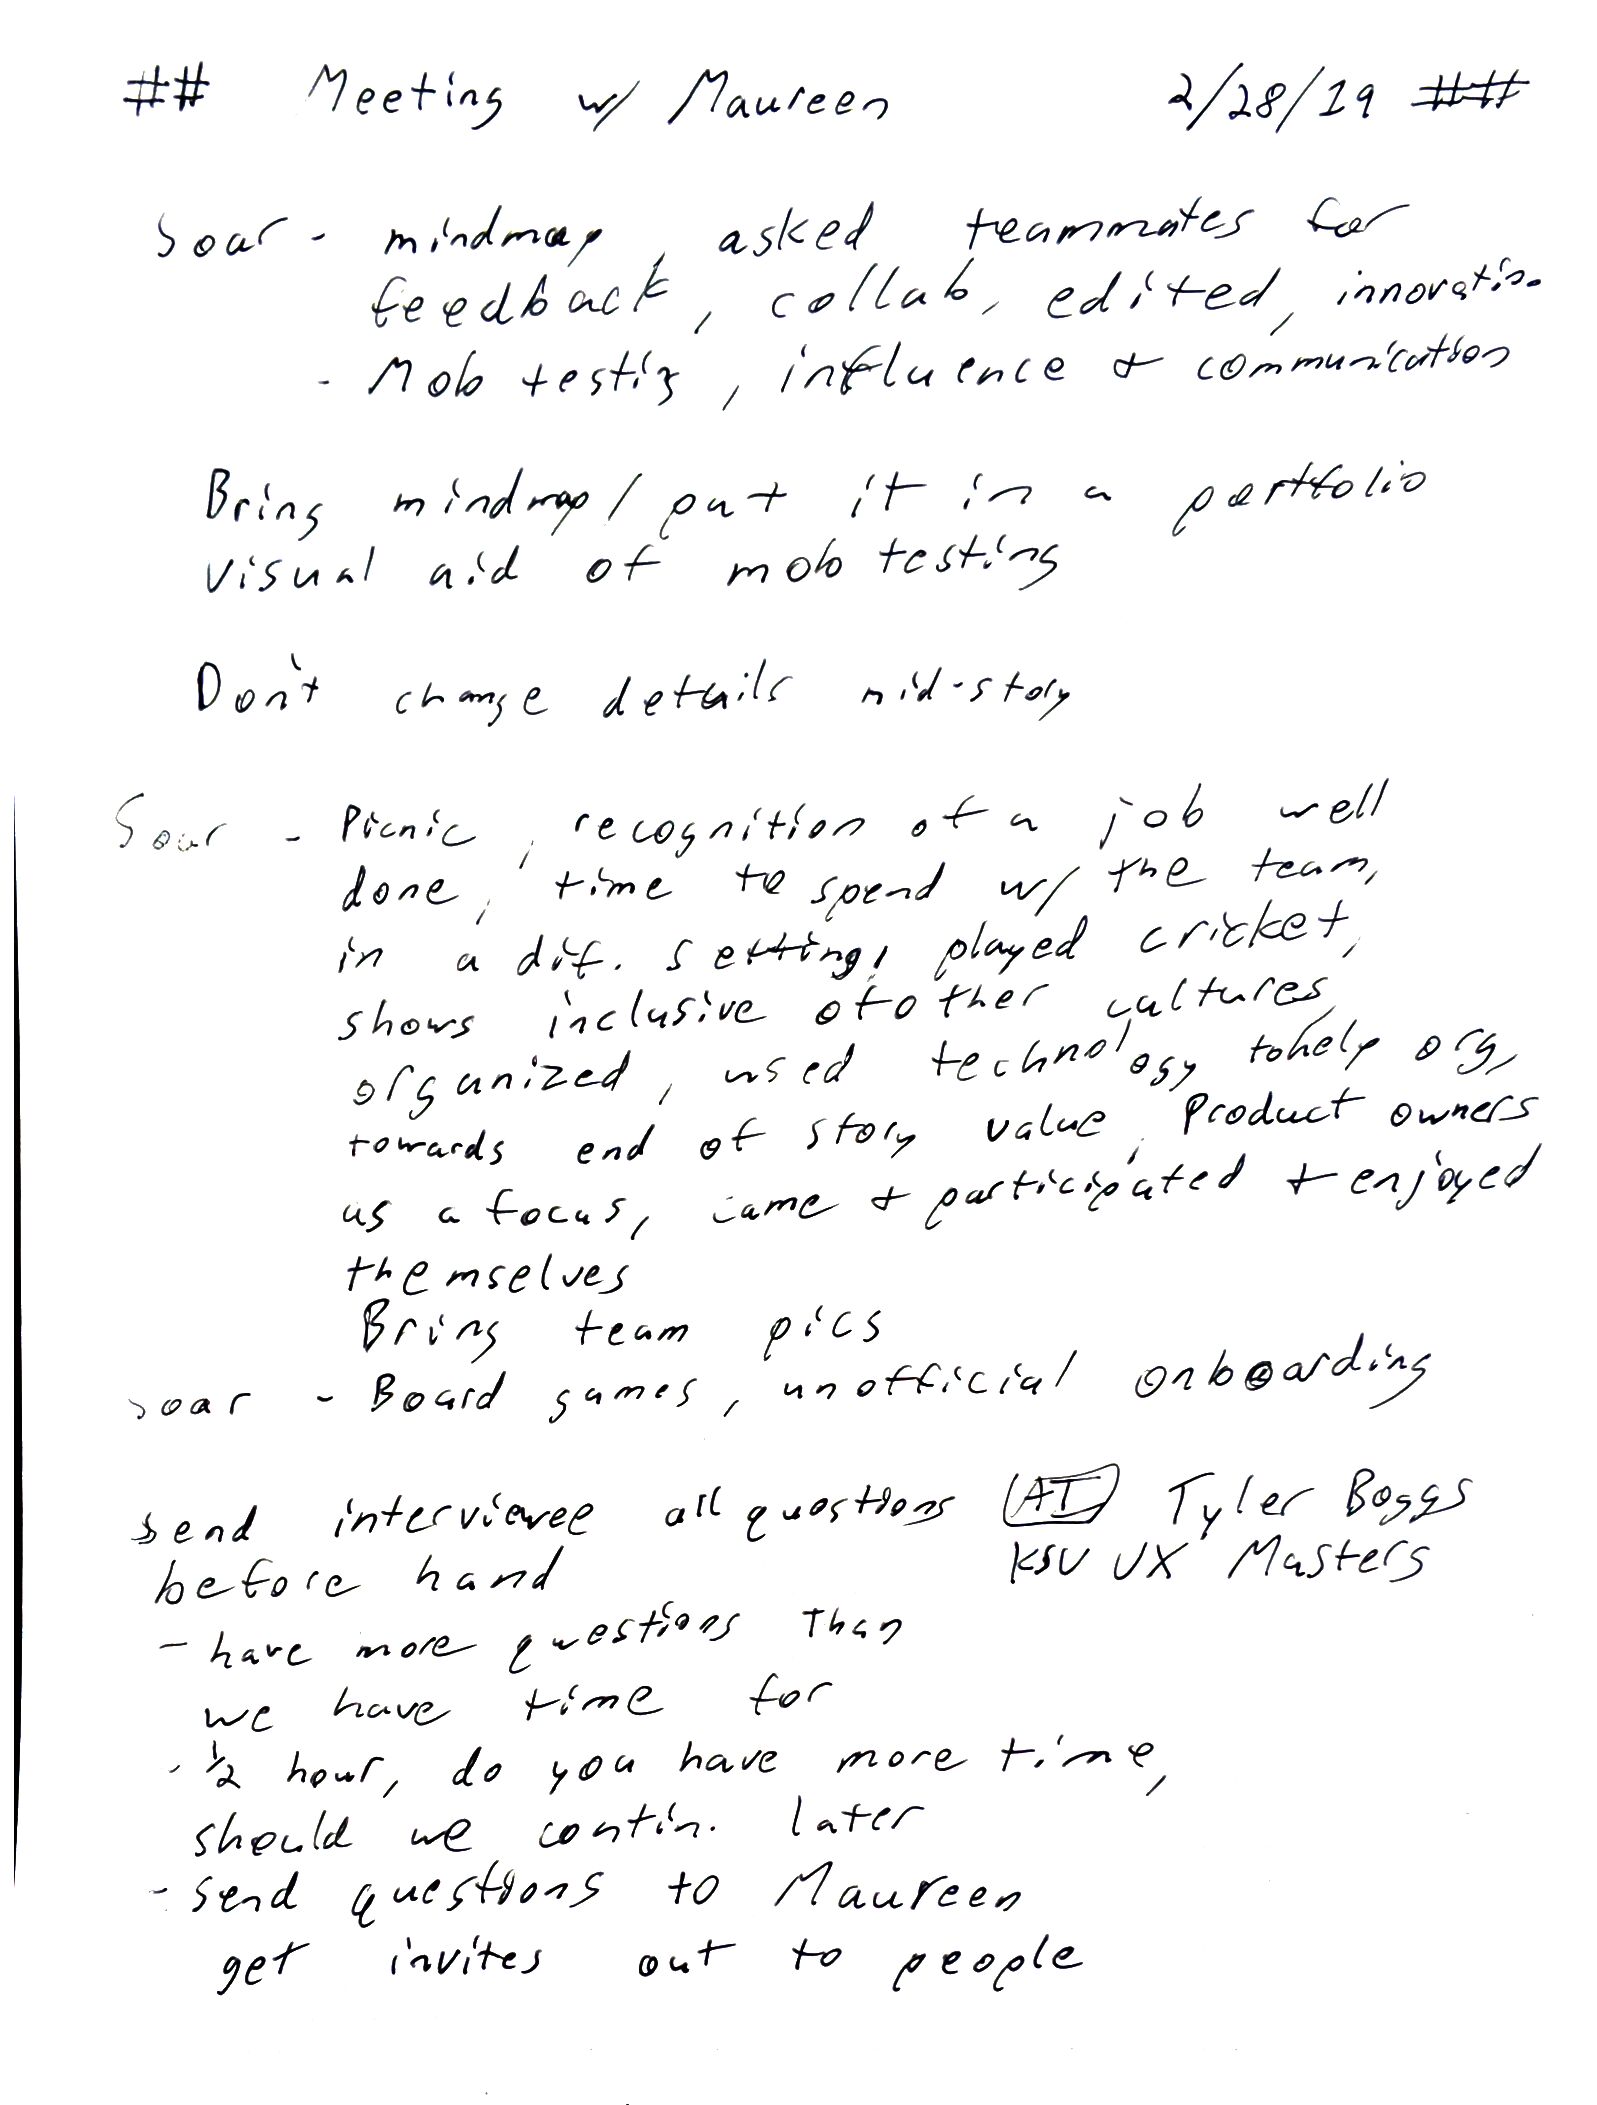 ## Meeting w/ Maureen 2/28/19 ##
Soar - mindmap, asked teammates for
feedback, collab, edited, innovatin.
- Mob testig, influence & communication
Bring mindmap/put it in a portfolio
visual aid of mob testing
Don't change details mid-story
Soar - Picnic, recognition of a job well
done, time to spend w/ the team,
in a dif. setting, played cricket,
shows inclusive of other cultures,
organized, used technology to help org,
towards end of story value, Product owners
as a focus, came & participated & enjoyed
themselves
Bring team pics
soar - Board games, unofficial onboarding
send interviewee all questions AI Tyler Boggs
before hand KSU UX Masters
- have more questions than
we have time for
- 1/2 hour, do you have more time,
should we contin. later
- send questions to Maureen
get invites out to people